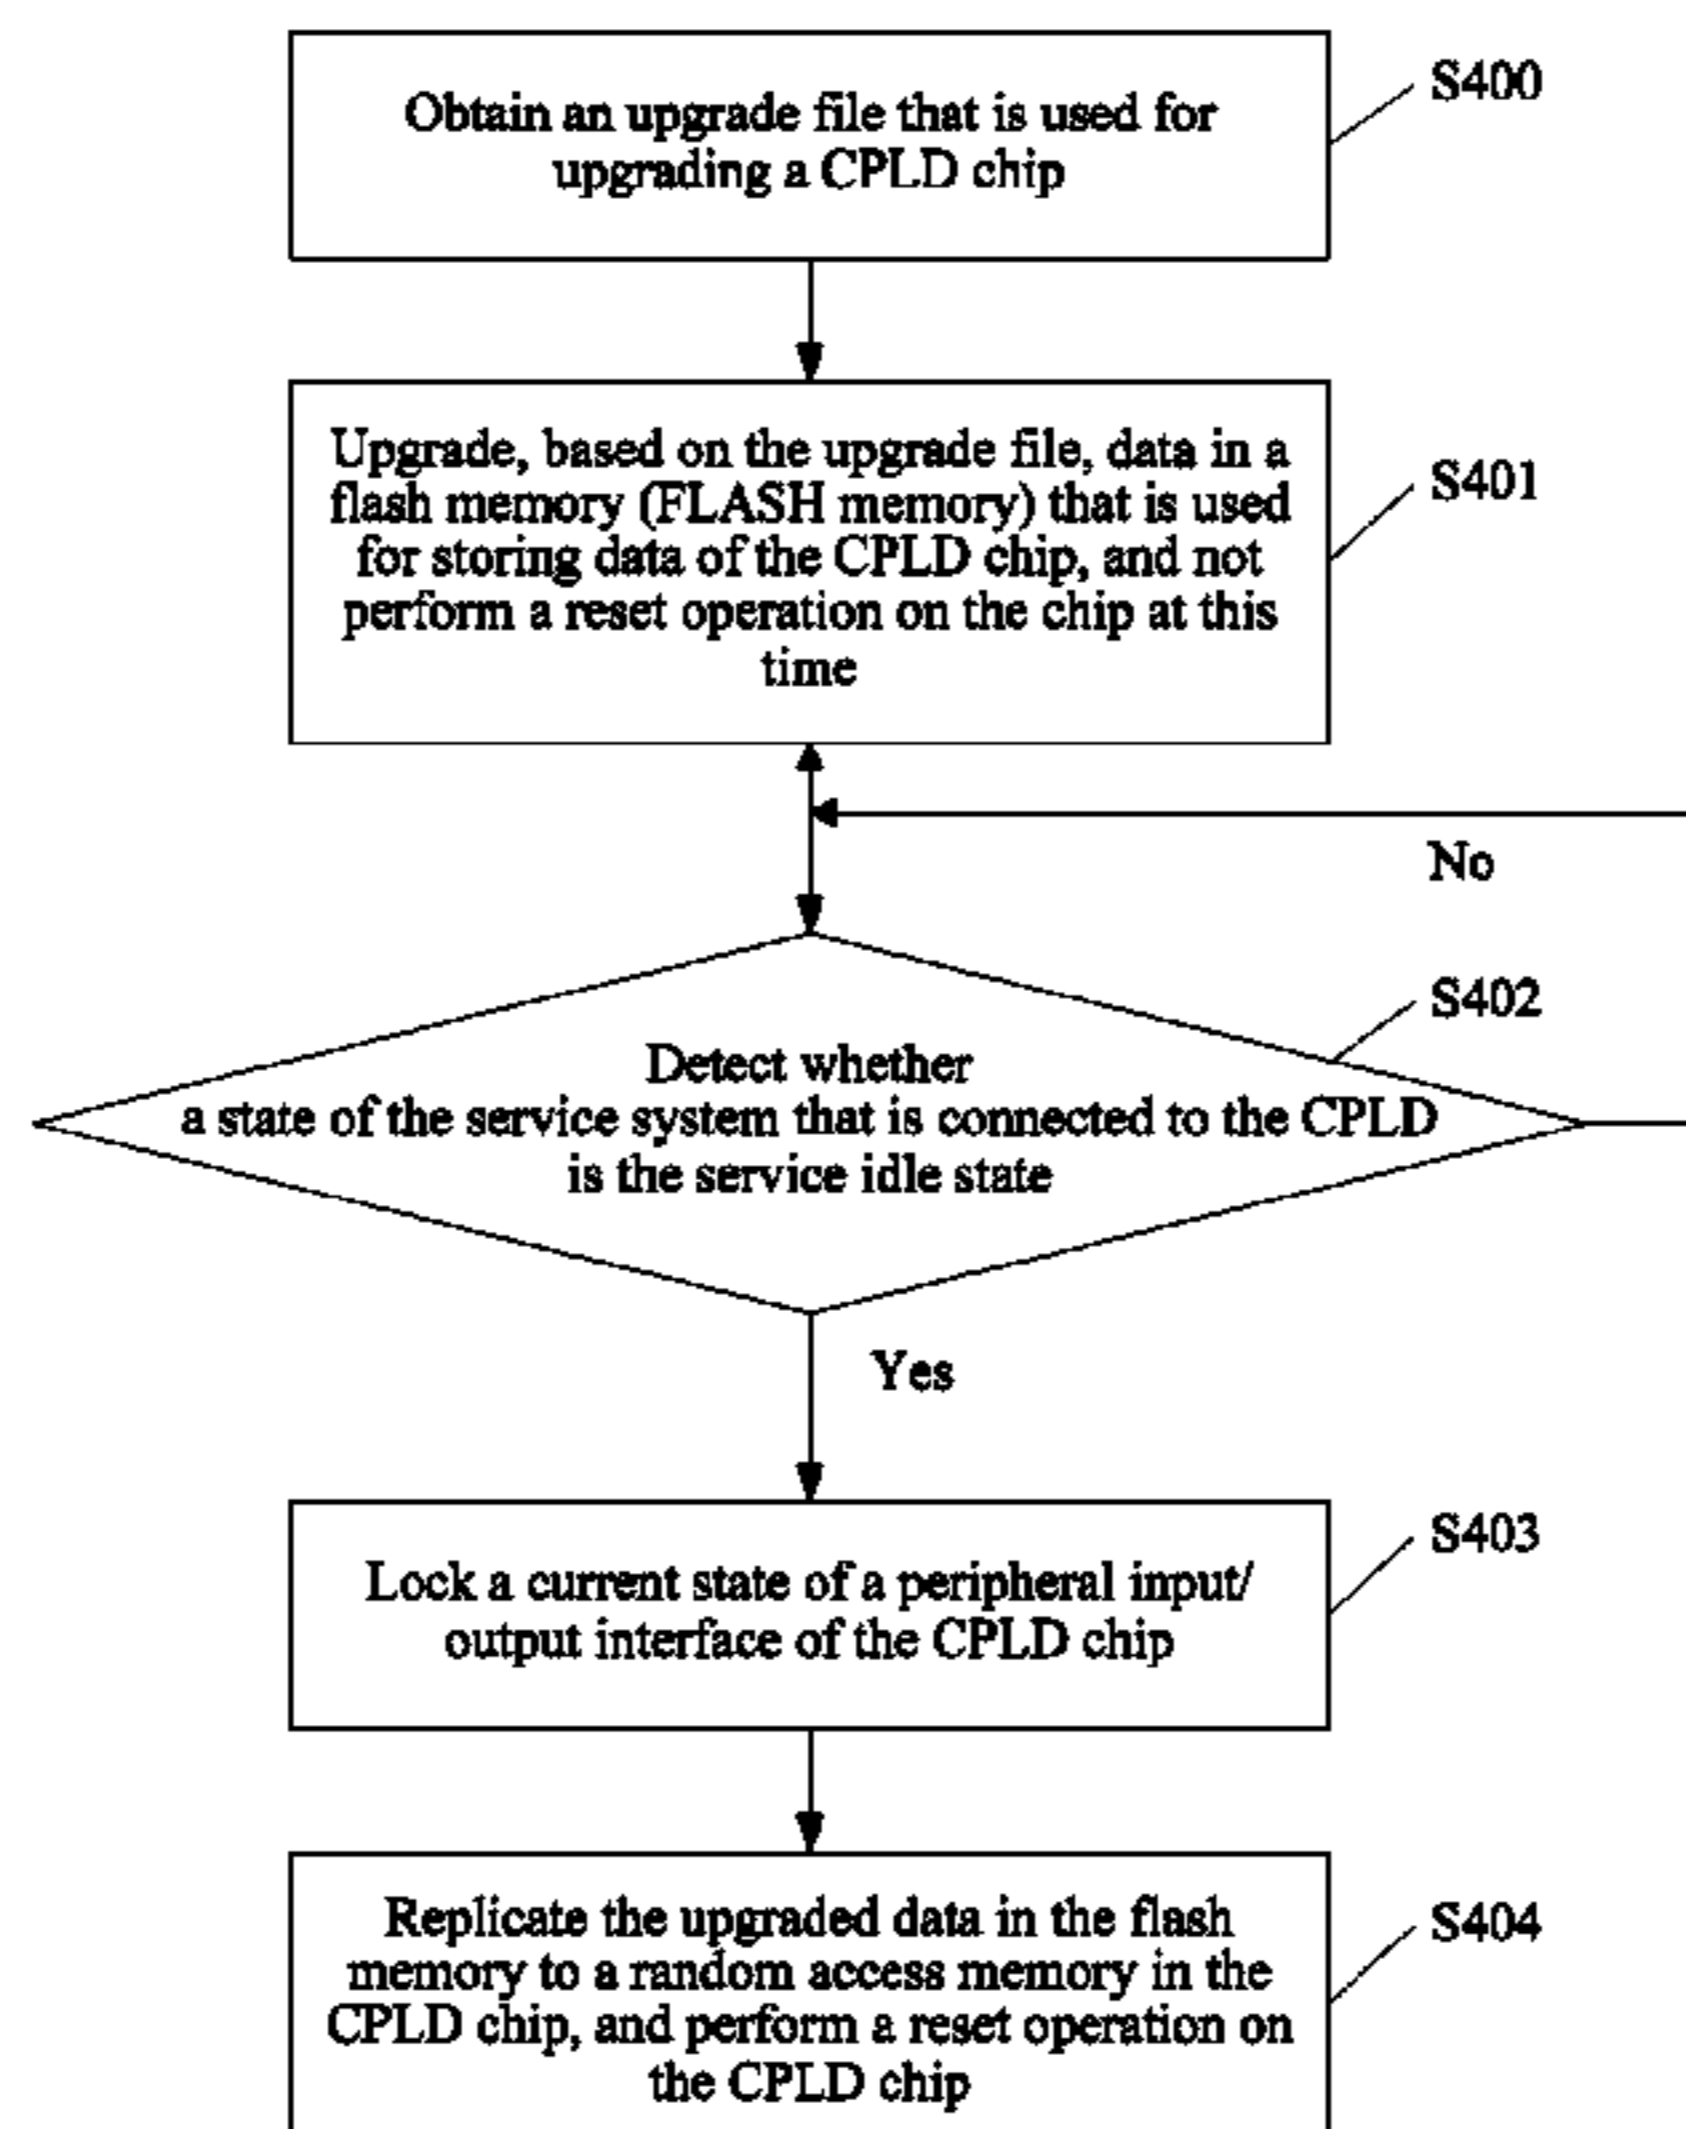 Obtain an upgrade file that is used for
upgrading a CPLD chip
S400
Upgrade, based on the upgrade file, data in a
flash memory (FLASH memory) that is used
for storing data of the CPLD chip, and not
perform a reset operation on the chip at this
time
S401
No
S402
Detect whether
a state of the service system that is connected to the CPLD
is the service idle state
Yes
Lock a current state of a peripheral input/
output interface of the CPLD chip
S403
Replicate the upgraded data in the flash
memory to a random access memory in the
CPLD chip, and perform a reset operation on
the CPLD chip
S404